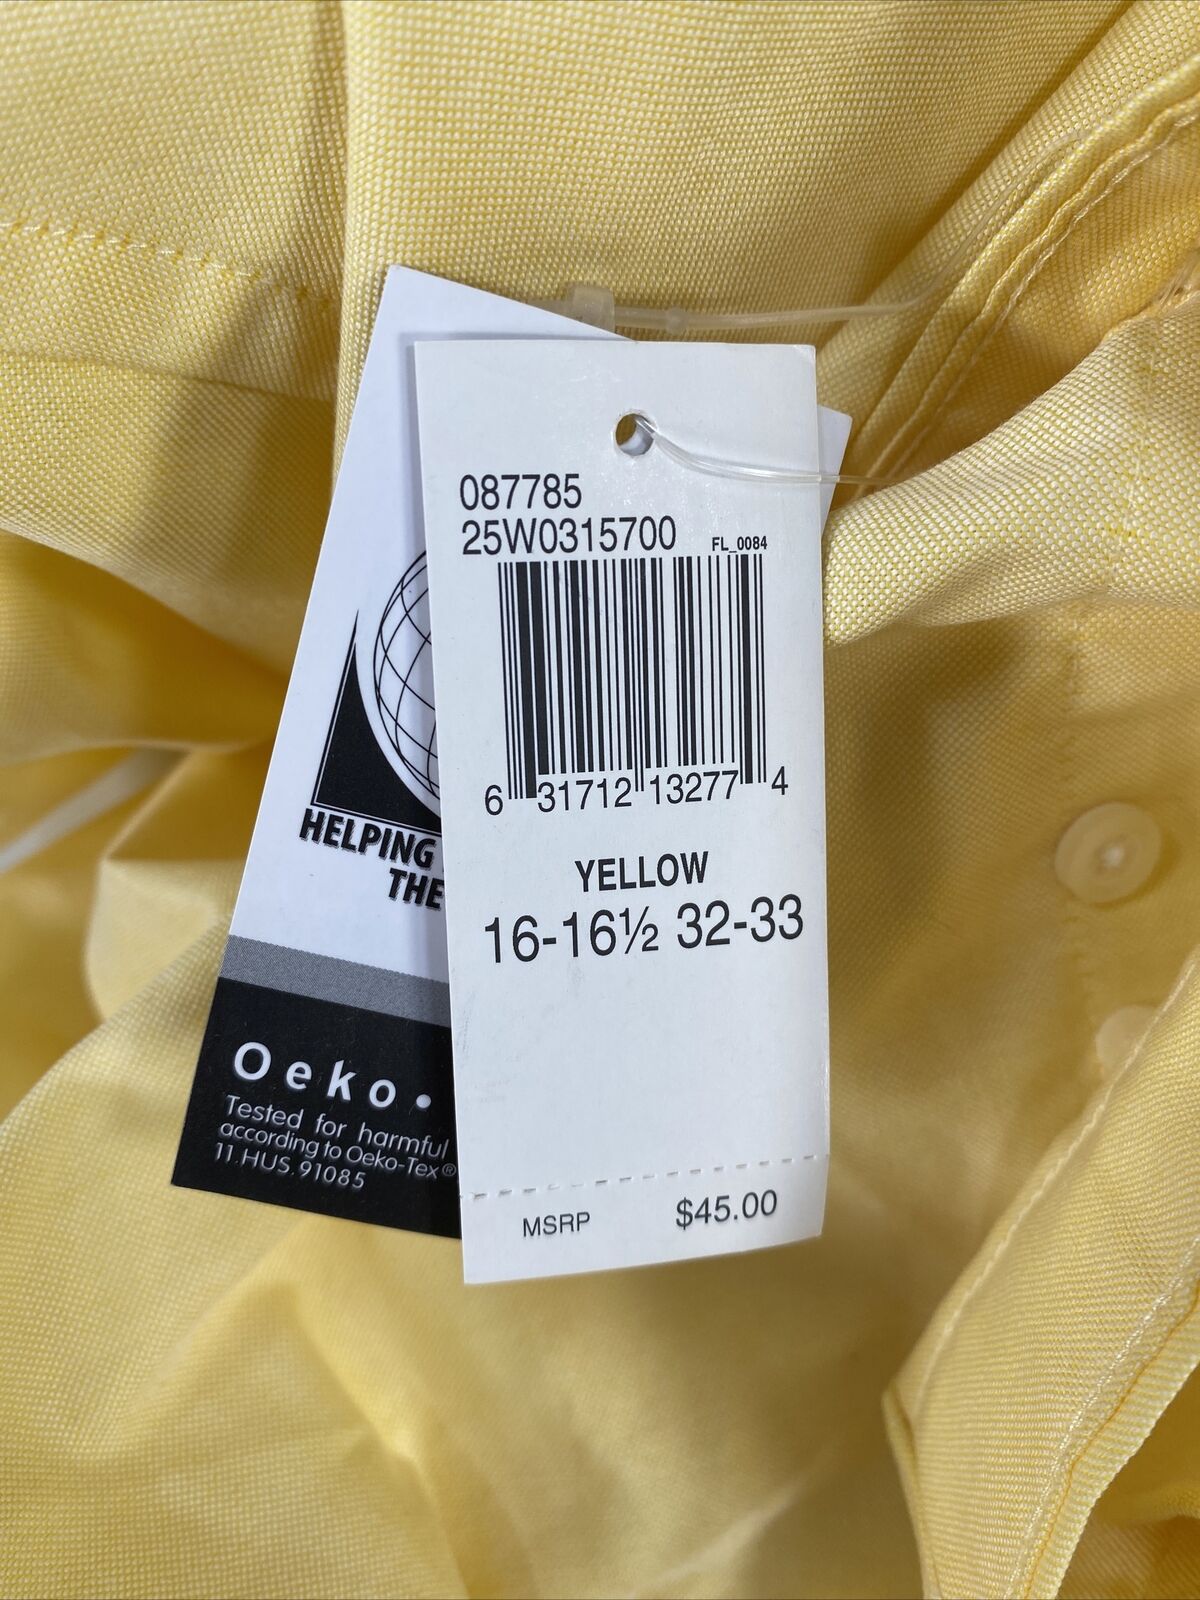 087785
25W0315700 FL_0084
6 31712 13277 4
YELLOW
16-16½ 32-33
MSRP $45.00
HELPING
THE
Oeko•
Tested for harmful
according to Oeko-Tex®
11.HUS.91085